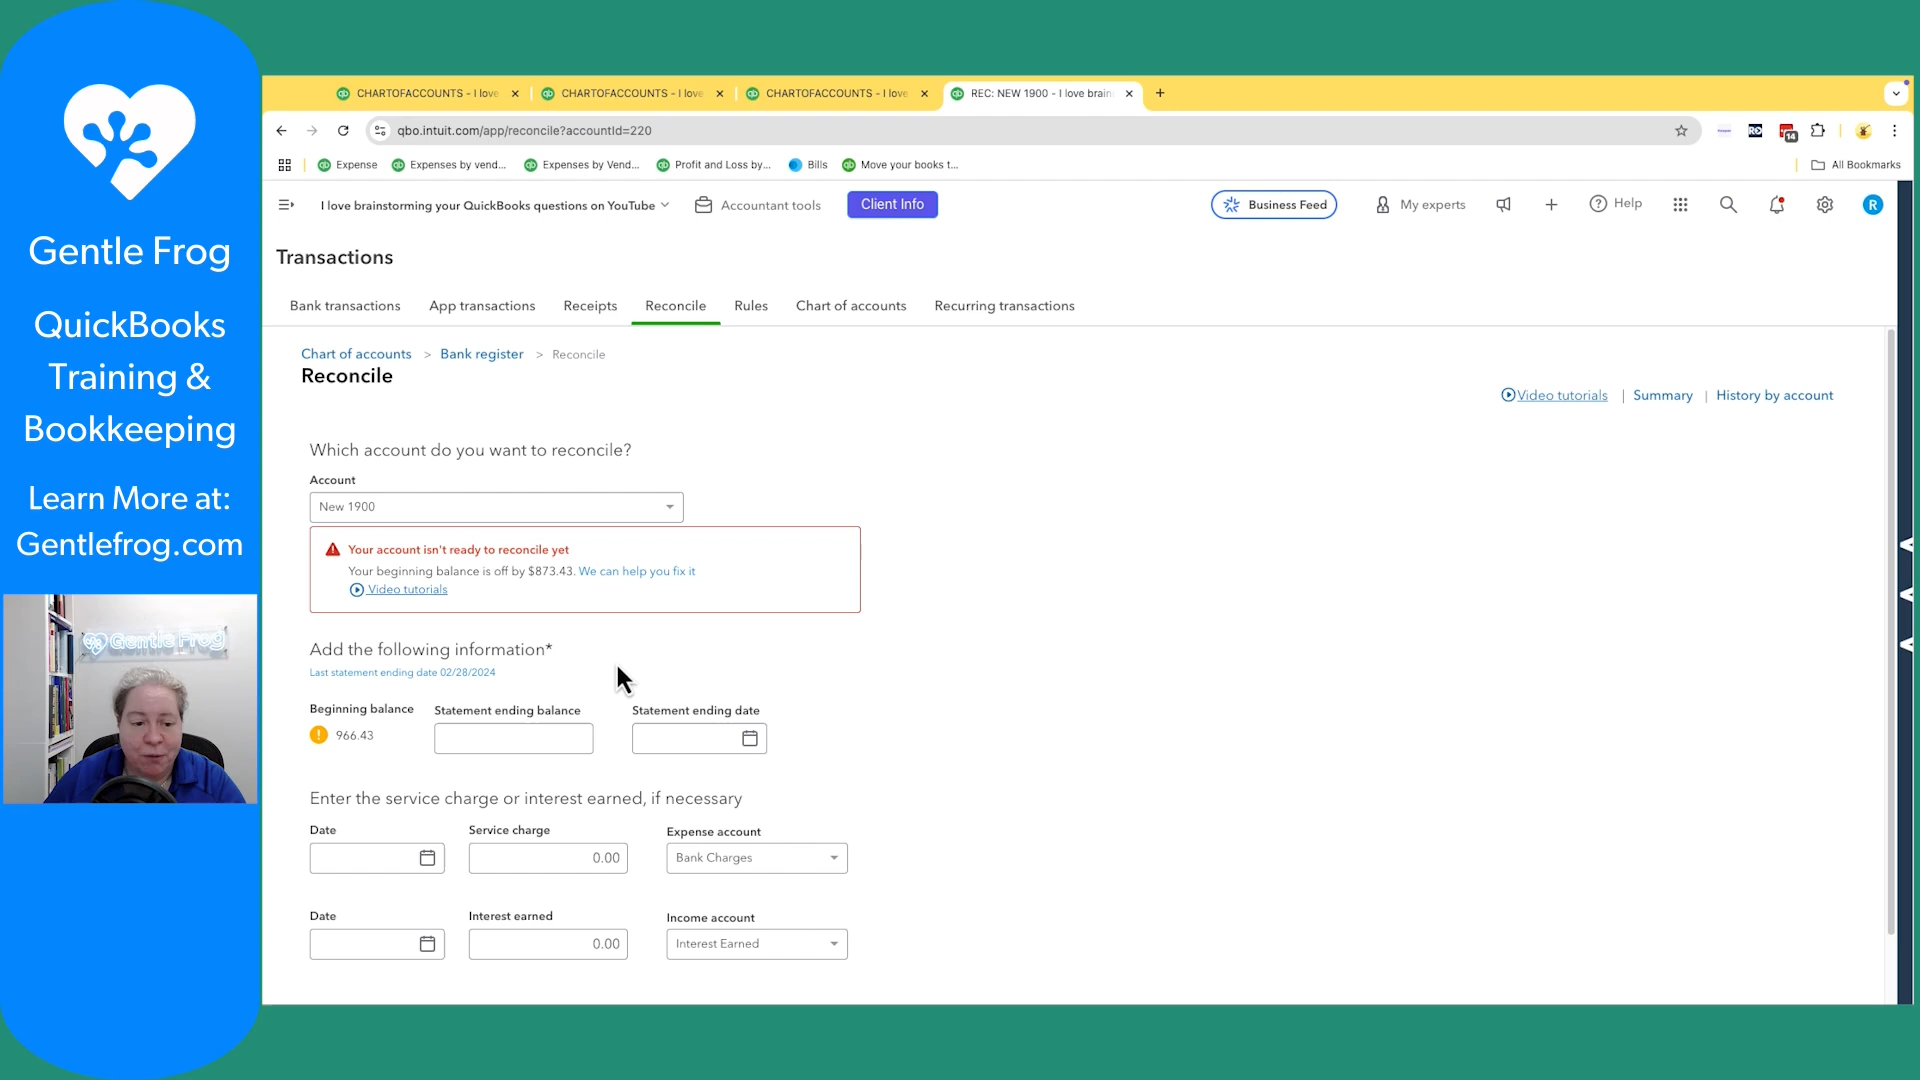 Gentle Frog
QuickBooks
Training &
Bookkeeping
Learn More at:
Gentlefrog.com
Gentle Frog
CHARTOFACCOUNTS - I love
CHARTOFACCOUNTS - I love
CHARTOFACCOUNTS - I love
REC: NEW 1900 - I love brain
qbo.intuit.com/app/reconcile?accountId=220
14
Expense
Expenses by vend...
Expenses by Vend...
Profit and Loss by...
Bills
Move your books t...
All Bookmarks
I love brainstorming your QuickBooks questions on YouTube
Accountant tools
Client Info
Business Feed
My experts
Help
R
Transactions
Bank transactions
App transactions
Receipts
Reconcile
Rules
Chart of accounts
Recurring transactions
Chart of accounts > Bank register > Reconcile
Reconcile
Video tutorials | Summary | History by account
Which account do you want to reconcile?
Account
New 1900
Your account isn't ready to reconcile yet
Your beginning balance is off by $873.43. We can help you fix it
Video tutorials
Add the following information*
Last statement ending date 02/28/2024
Beginning balance Statement ending balance Statement ending date
966.43
Enter the service charge or interest earned, if necessary
Date Service charge Expense account
0.00 Bank Charges
Date Interest earned Income account
0.00 Interest Earned